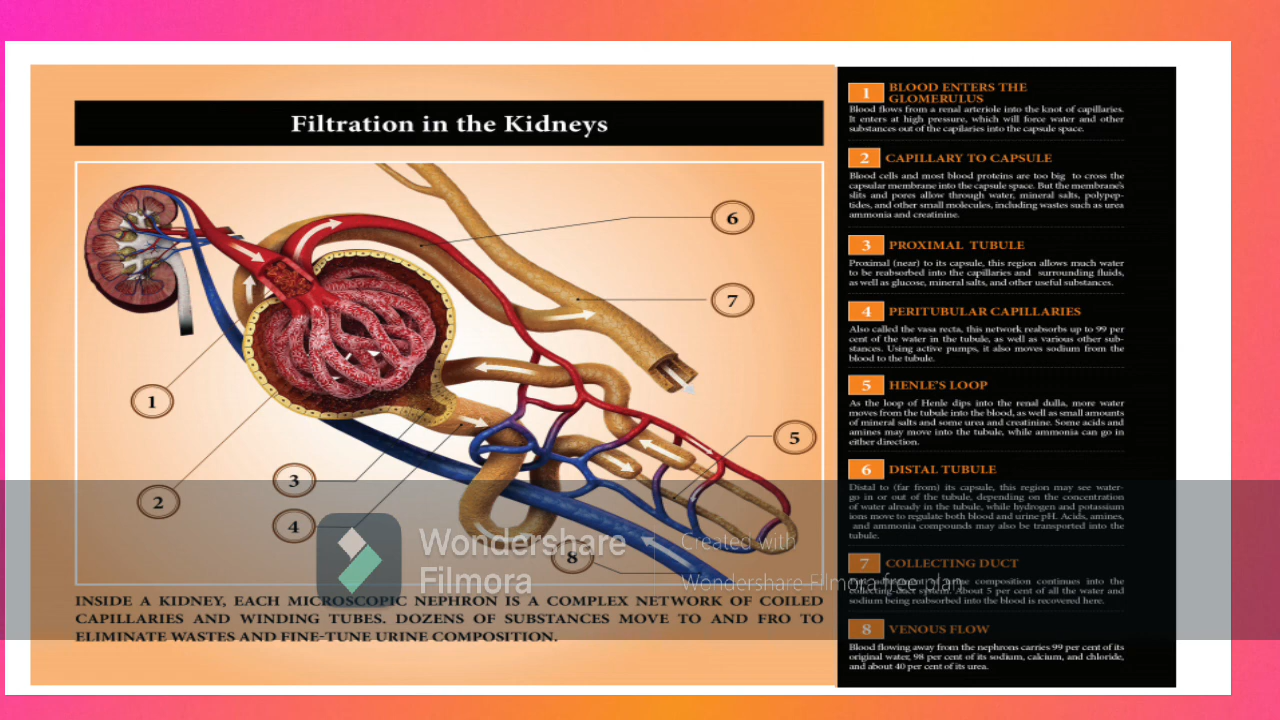 Filtration in the Kidneys
6
7
1
5
3
2
4
8
INSIDE A KIDNEY, EACH MICROSCOPIC NEPHRON IS A COMPLEX NETWORK OF COILED
CAPILLARIES AND WINDING TUBES. DOZENS OF SUBSTANCES MOVE TO AND FRO TO
ELIMINATE WASTES AND FINE-TUNE URINE COMPOSITION.
1 BLOOD ENTERS THE
GLOMERULUS
Blood flows from a renal arteriole into the knot of capillaries.
It enters at high pressure, which will force water and other
substances out of the capilaries into the capsule space.
2 CAPILLARY TO CAPSULE
Blood cells and most blood proteins are too big to cross the
capsular membrane into the capsule space. But the membrane's
slits and pores allow through water, mineral salts, polypep-
tides, and other small molecules, including wastes such as urea
ammonia and creatinine.
3 PROXIMAL TUBULE
Proximal (near) to its capsule, this region allows much water
to be reabsorbed into the capillaries and surrounding fluids,
as well as glucose, mineral salts, and other useful substances.
4 PERITUBULAR CAPILLARIES
Also called the vasa recta, this network reabsorbs up to 99 per
cent of the water in the tubule, as well as various other sub-
stances. Using active pumps, it also moves sodium from the
blood to the tubule.
5 HENLE'S LOOP
As the loop of Henle dips into the renal dulla, more water
moves from the tubule into the blood, as well as small amounts
of mineral salts and some urea and creatinine. Some acids and
amines may move into the tubule, while ammonia can go in
either direction.
6 DISTAL TUBULE
Distal to (far from) its capsule, this region may see water-
go in or out of the tubule, depending on the concentration
of water already in the tubule, while hydrogen and potassium
ions move to regulate both blood and urine pH. Acids, amines,
and ammonia compounds may also be transported into the
tubule.
7 COLLECTING DUCT
of urine composition continues into the
collecting-duct system. About 5 per cent of all the water and
sodium being reabsorbed into the blood is recovered here.
8 VENOUS FLOW
Blood flowing away from the nephrons carries 99 per cent of its
original water, 98 per cent of its sodium, calcium, and chloride,
and about 40 per cent of its urea.
Wondershare
Filmora
Created with
Wondershare Filmora free plan